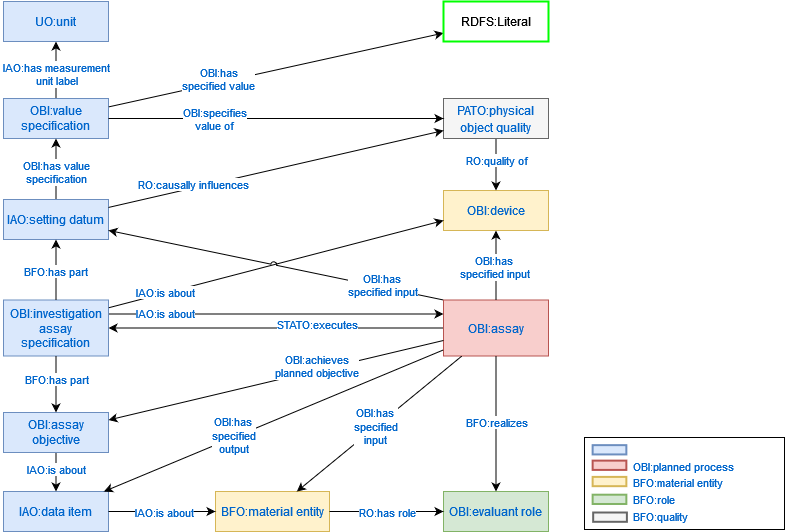 UO:unit
RDFS:Literal
IAO:has measurement
unit label
OBI:has
specified value
OBI:value
specification
OBI:specifies
value of
PATO:physical
object quality
OBI:has value
specification
RO:causally influences
RO:quality of
IAO:setting datum
OBI:device
BFO:has part
OBI:has
specified input
OBI:has
specified input
IAO:is about
OBI:investigation
assay
specification
IAO:is about
STATO:executes
OBI:assay
BFO:has part
OBI:achieves
planned objective
OBI:assay
objective
OBI:has
specified
output
OBI:has
specified
input
BFO:realizes
IAO:is about
IAO:data item
IAO:is about
BFO:material entity
RO:has role
OBI:evaluant role
OBI:planned process
BFO:material entity
BFO:role
BFO:quality